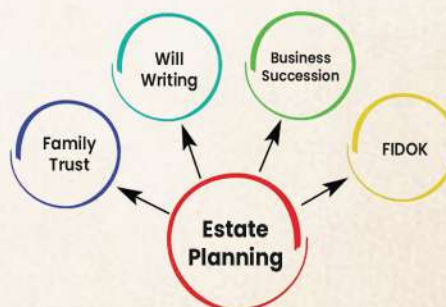 Will
Writing
Business
Succession
Family
Trust
FIDOK
Estate
Planning